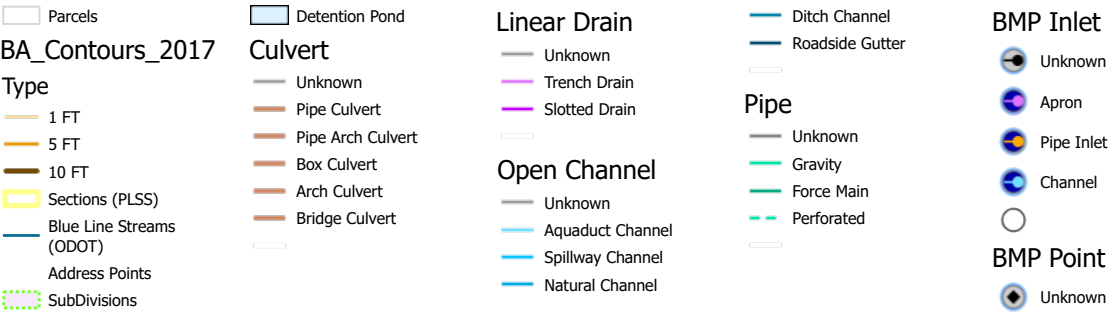 Parcels
BA_Contours_2017
Type
1 FT
5 FT
10 FT
Sections (PLSS)
Blue Line Streams
(ODOT)
Address Points
SubDivisions
Detention Pond
Culvert
Unknown
Pipe Culvert
Pipe Arch Culvert
Box Culvert
Arch Culvert
Bridge Culvert
Linear Drain
Unknown
Trench Drain
Slotted Drain
Open Channel
Unknown
Aquaduct Channel
Spillway Channel
Natural Channel
Ditch Channel
Roadside Gutter
Pipe
Unknown
Gravity
Force Main
Perforated
BMP Inlet
Unknown
Apron
Pipe Inlet
Channel
BMP Point
Unknown